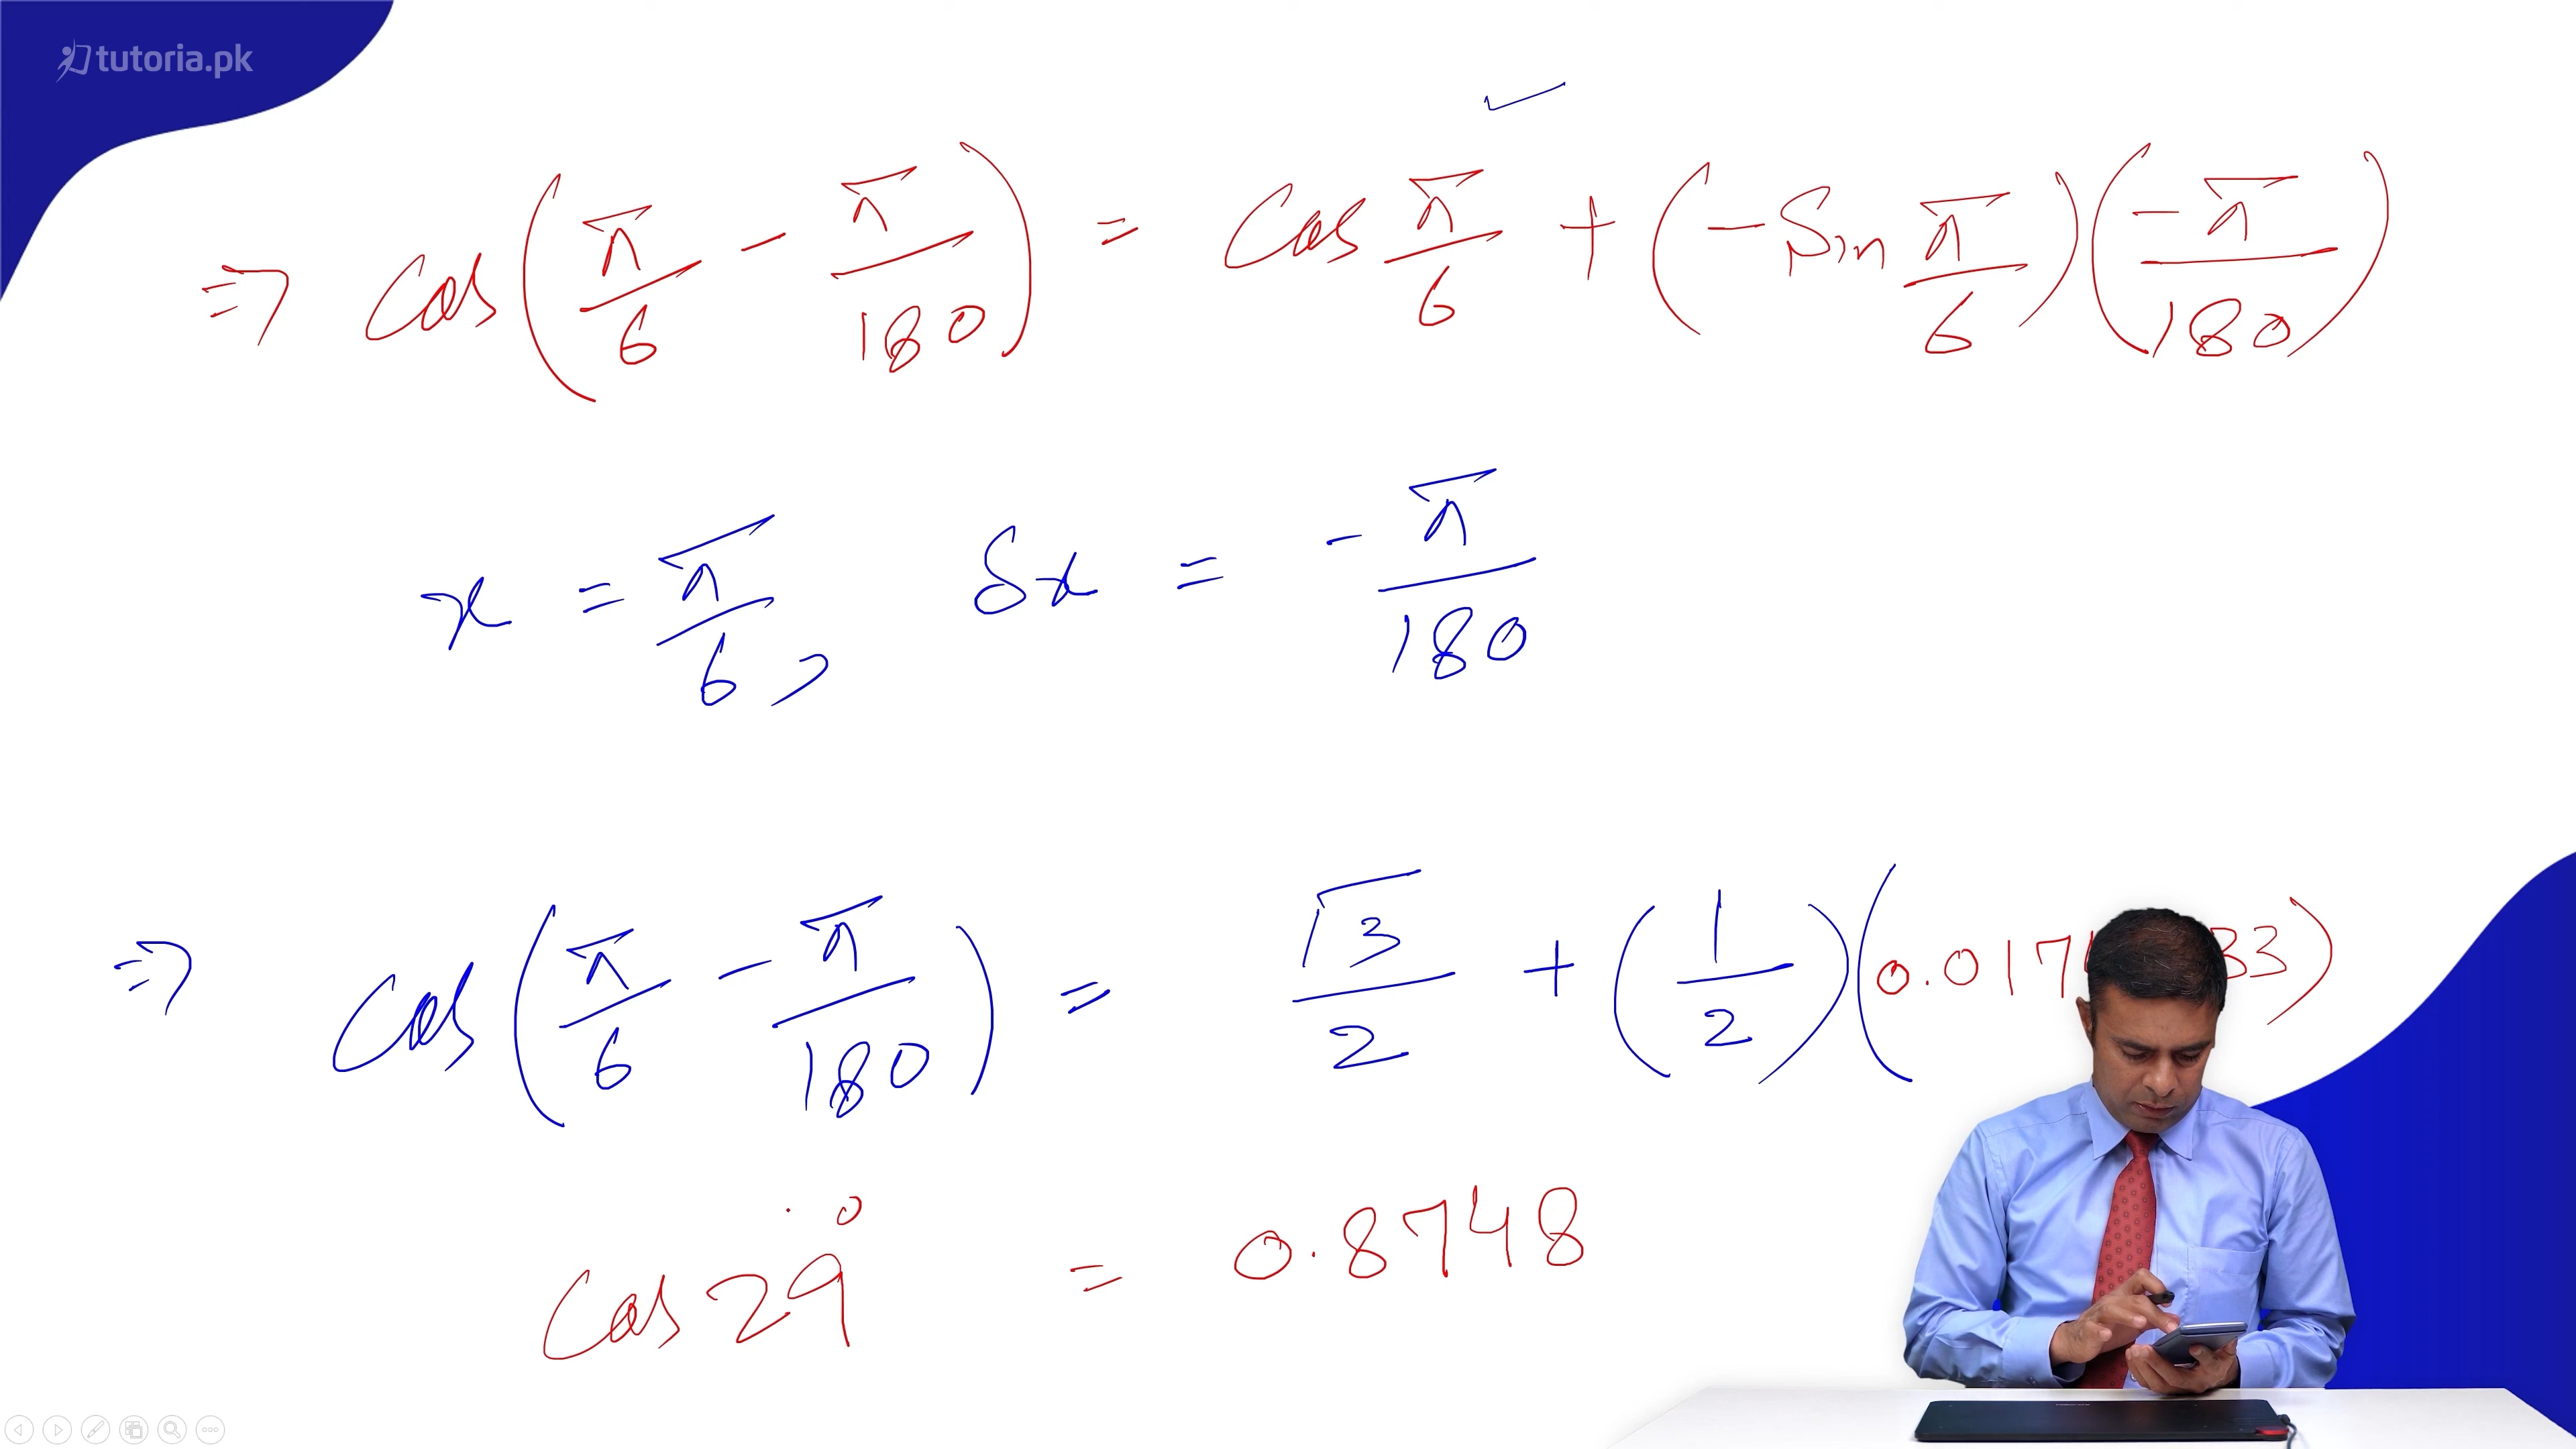 tutoria.pk
⇒ Cos(π/6 - π/180) = Cos π/6 + (-Sin π/6)(-π/180)
x = π/6, δx = -π/180
⇒ Cos(π/6 - π/180) = √3/2 + (1/2)(0.017 33)
Cos 29° = 0.8748